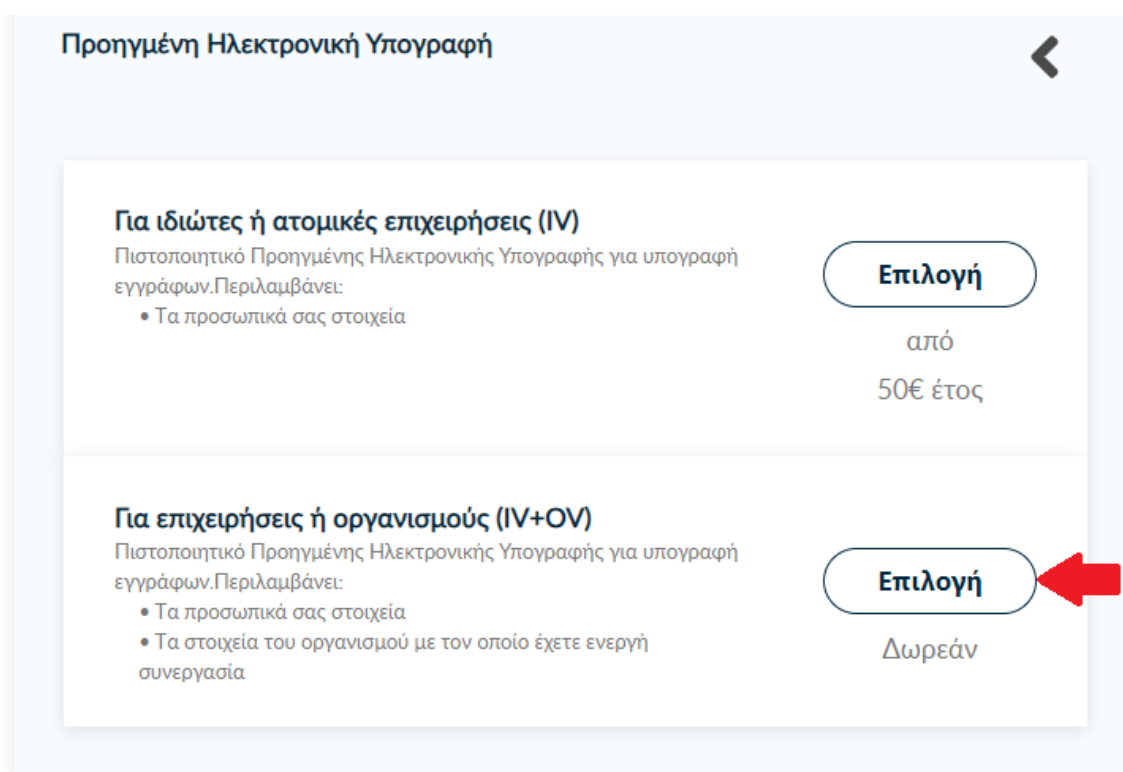 Προηγμένη Ηλεκτρονική Υπογραφή
Για ιδιώτες ή ατομικές επιχειρήσεις (IV)
Πιστοποιητικό Προηγμένης Ηλεκτρονικής Υπογραφής για υπογραφή
εγγράφων.Περιλαμβάνει:
• Τα προσωπικά σας στοιχεία
Επιλογή
από
50€ έτος
Για επιχειρήσεις ή οργανισμούς (IV+OV)
Πιστοποιητικό Προηγμένης Ηλεκτρονικής Υπογραφής για υπογραφή
εγγράφων.Περιλαμβάνει:
• Τα προσωπικά σας στοιχεία
• Τα στοιχεία του οργανισμού με τον οποίο έχετε ενεργή
συνεργασία
Επιλογή
Δωρεάν